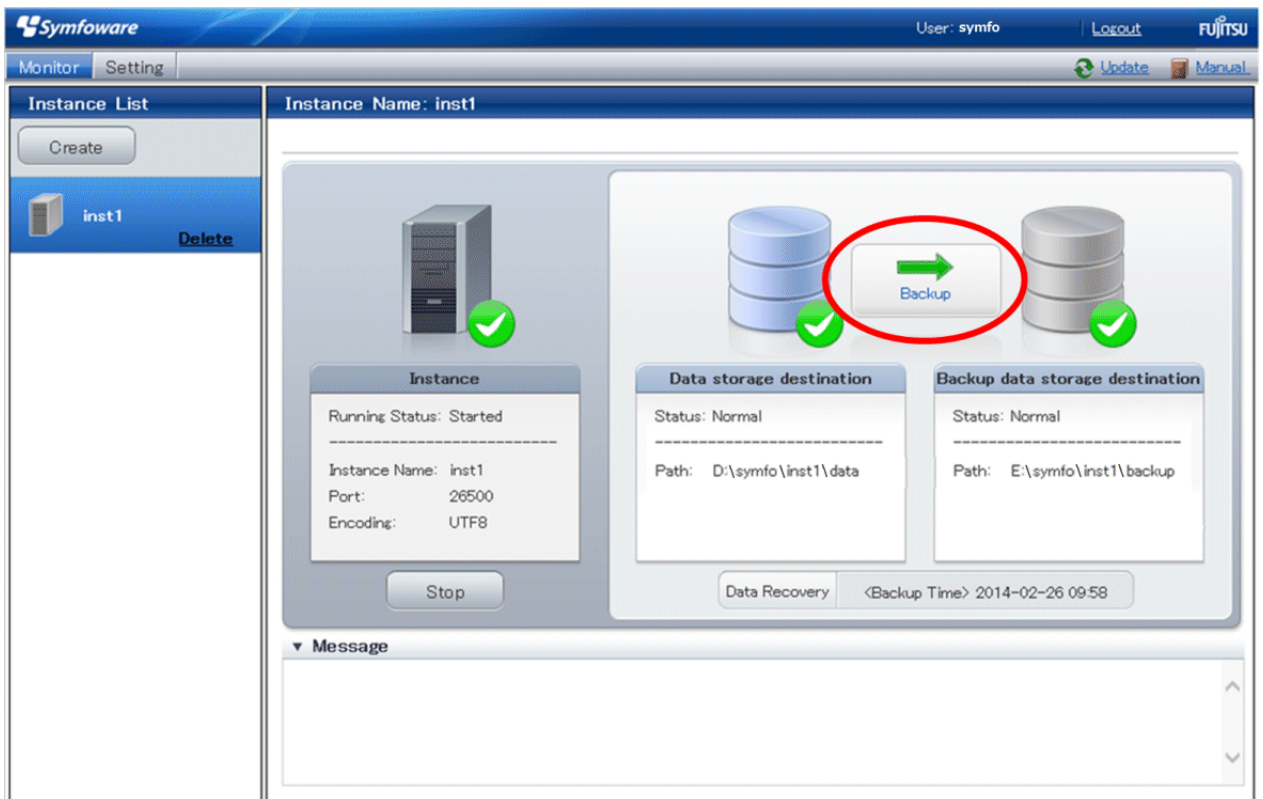 Symfoware User: symfo Logout FUJITSU
Monitor Setting Update Manual
Instance List
Create
inst1
Delete
Instance Name: inst1
Backup
Instance
Running Status: Started
Instance Name: inst1
Port: 26500
Encoding: UTF8
Stop
Data storage destination
Status: Normal
Path: D:\symfo\inst1\data
Backup data storage destination
Status: Normal
Path: E:\symfo\inst1\backup
Data Recovery <Backup Time> 2014-02-26 09:58
▼ Message